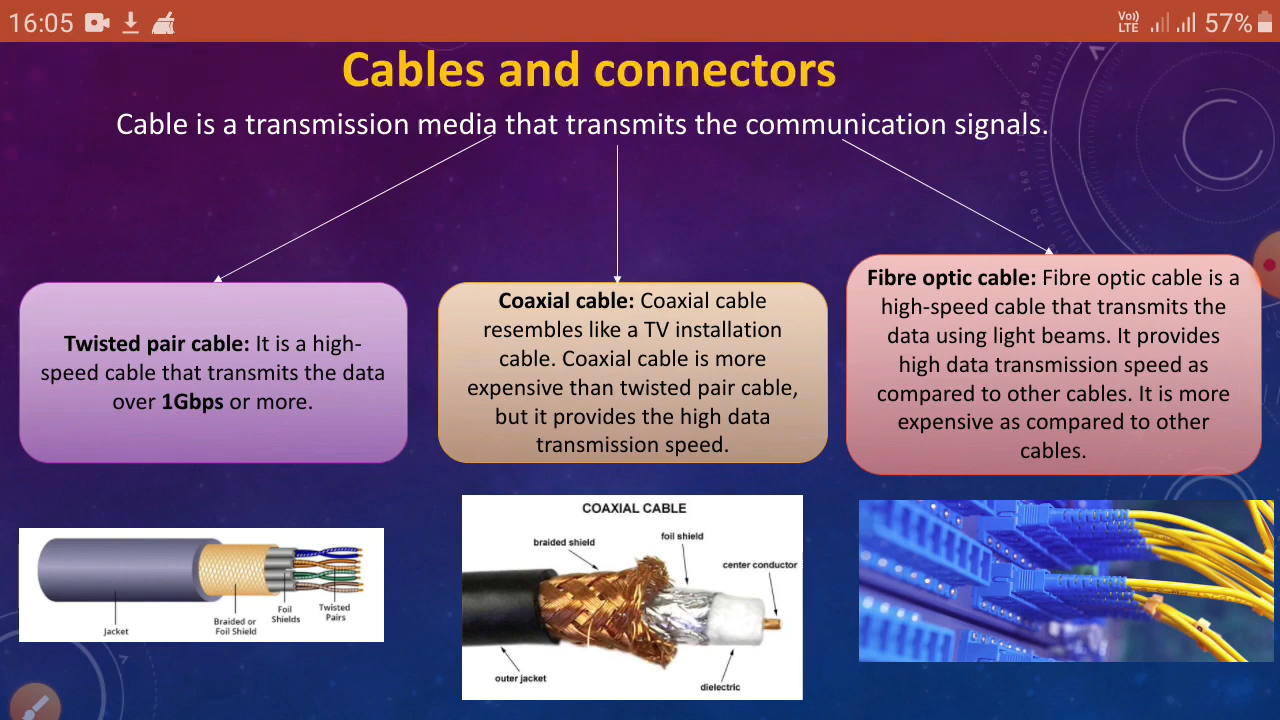 16:05
Vo))
LTE
57%
Cables and connectors
Cable is a transmission media that transmits the communication signals.
Twisted pair cable: It is a high-
speed cable that transmits the data
over 1Gbps or more.
Coaxial cable: Coaxial cable
resembles like a TV installation
cable. Coaxial cable is more
expensive than twisted pair cable,
but it provides the high data
transmission speed.
Fibre optic cable: Fibre optic cable is a
high-speed cable that transmits the
data using light beams. It provides
high data transmission speed as
compared to other cables. It is more
expensive as compared to other
cables.
Jacket
Braided or
Foil Shield
Foil
Shields
Twisted
Pairs
COAXIAL CABLE
braided shield
foil shield
center conductor
outer jacket
dielectric
190
160
150